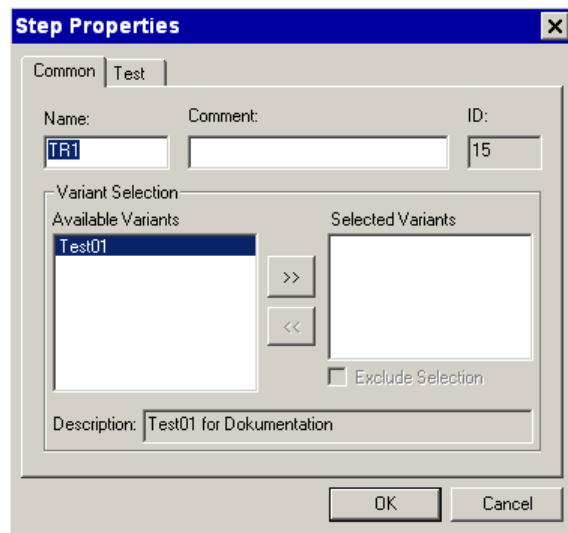 Step Properties
Common Test
Name: Comment: ID:
TR1 15
Variant Selection
Available Variants Selected Variants
Test01
>>
<<
Exclude Selection
Description: Test01 for Dokumentation
OK Cancel